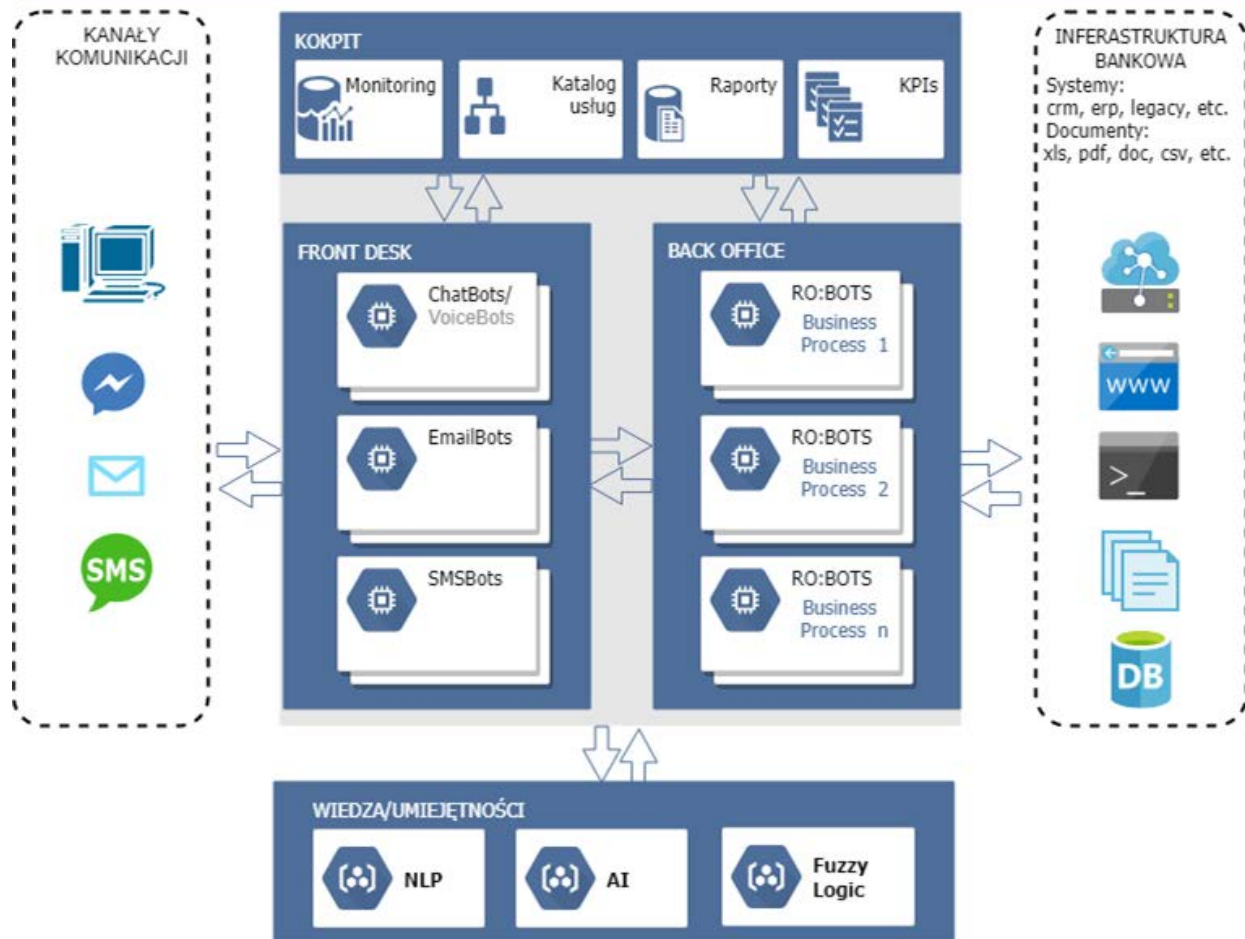 KANAŁY
KOMUNIKACJI
KOKPIT
Monitoring
Katalog
usług
Raporty
KPIs
INFERASTRUKTURA
BANKOWA
Systemy:
crm, erp, legacy, etc.
Documenty:
xls, pdf, doc, csv, etc.
FRONT DESK
ChatBots/
VoiceBots
EmailBots
SMSBots
BACK OFFICE
RO:BOTS
Business
Process 1
RO:BOTS
Business
Process 2
RO:BOTS
Business
Process n
SMS
WWW
>_
DB
WIEDZA/UMIEJĘTNOŚCI
NLP
AI
Fuzzy
Logic